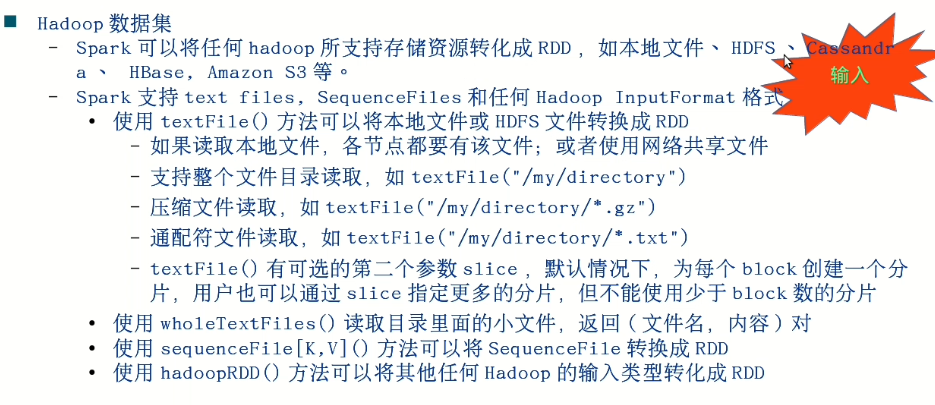 ■ Hadoop 数据集
– Spark 可以将任何 hadoop 所支持存储资源转化成 RDD ，如本地文件、 HDFS 、 Cassandr
a 、 HBase, Amazon S3 等。
– Spark 支持 text files, SequenceFiles 和任何 Hadoop InputFormat 格式
输入
• 使用 textFile() 方法可以将本地文件或 HDFS 文件转换成 RDD
– 如果读取本地文件，各节点都要有该文件；或者使用网络共享文件
– 支持整个文件目录读取，如 textFile("/my/directory")
– 压缩文件读取，如 textFile("/my/directory/*.gz")
– 通配符文件读取，如 textFile("/my/directory/*.txt")
– textFile() 有可选的第二个参数 slice ，默认情况下，为每个 block 创建一个分
片，用户也可以通过 slice 指定更多的分片，但不能使用少于 block 数的分片
• 使用 wholeTextFiles() 读取目录里面的小文件，返回 ( 文件名，内容 ) 对
• 使用 sequenceFile[K,V]() 方法可以将 SequenceFile 转换成 RDD
• 使用 hadoopRDD() 方法可以将其他任何 Hadoop 的输入类型转化成 RDD